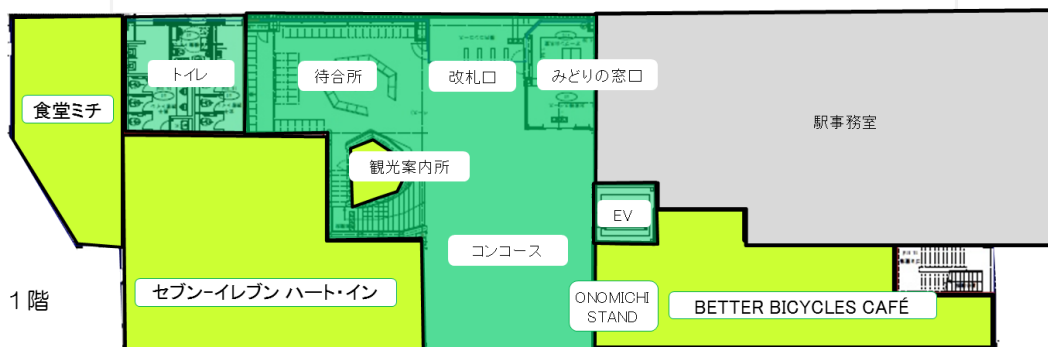 トイレ
待合所
改札口
みどりの窓口
食堂ミチ
駅事務室
観光案内所
EV
コンコース
1階
セブン-イレブン ハート・イン
ONOMICHI
STAND
BETTER BICYCLES CAFÉ